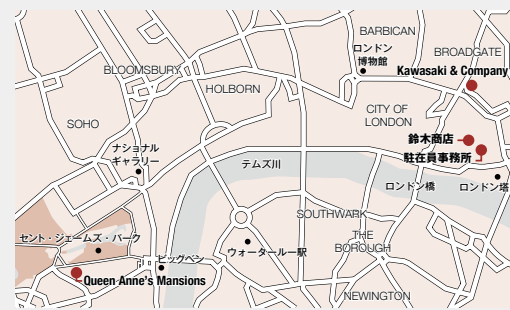 BARBICAN
ロンドン
博物館
BROADGATE
BLOOMSBURY
Kawasaki & Company
HOLBORN
CITY OF
LONDON
SOHO
鈴木商店
駐在員事務所
ナショナル
ギャラリー
テムズ川
ロンドン橋
ロンドン塔
SOUTHWARK
THE
BOROUGH
セント・ジェームズ・パーク
ウォータールー駅
ビッグベン
Queen Anne's Mansions
NEWINGTON